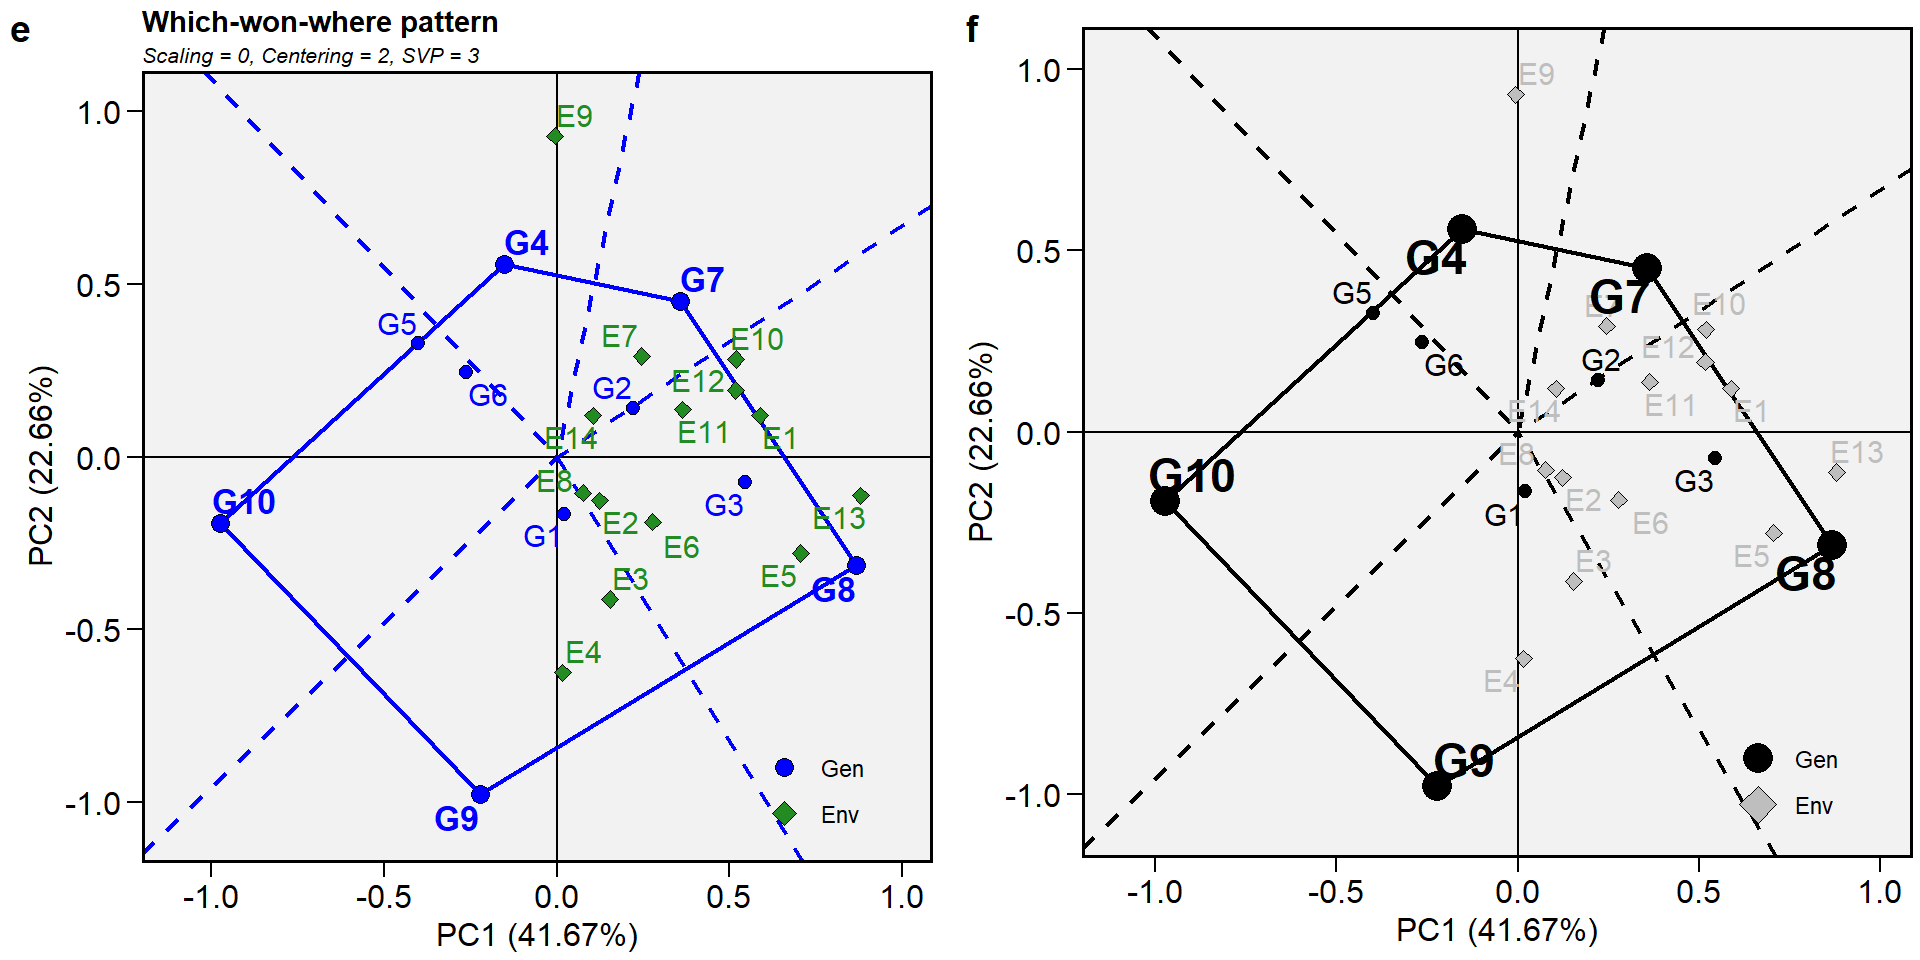 e
Which-won-where pattern
Scaling = 0, Centering = 2, SVP = 3
1.0
0.5
0.0
-0.5
-1.0
PC2 (22.66%)
E9
G4
G7
G5
E7
E10
G6
G2
E12
E14
E11
E1
E8
G10
G3
E13
G1
E2
E6
E3
E5
G8
E4
G9
Gen
Env
-1.0
-0.5
0.0
0.5
1.0
PC1 (41.67%)
f
1.0
0.5
0.0
-0.5
-1.0
PC2 (22.66%)
E9
G4
G5
G7
E10
G6
G2
E12
E14
E11
E1
E8
E13
G10
G3
G1
E2
E6
E3
E5
G8
E4
G9
Gen
Env
-1.0
-0.5
0.0
0.5
1.0
PC1 (41.67%)